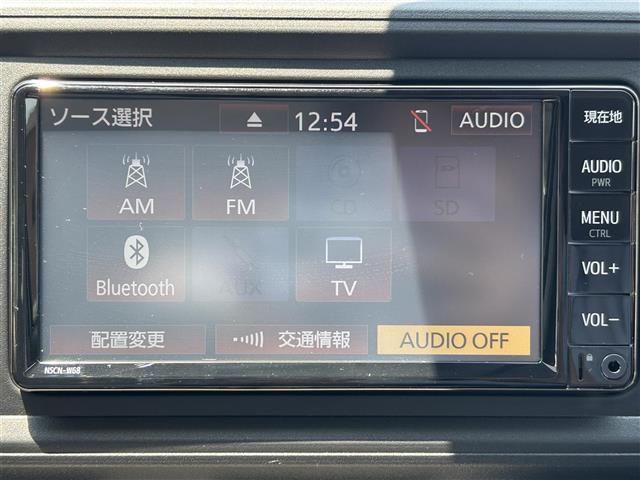 ソース選択
12:54
AUDIO
現在地
AM
FM
CD
SD
AUDIO
PWR
MENU
CTRL
Bluetooth
AUX
TV
VOL+
VOL−
配置変更
交通情報
AUDIO OFF
NSCN-W68